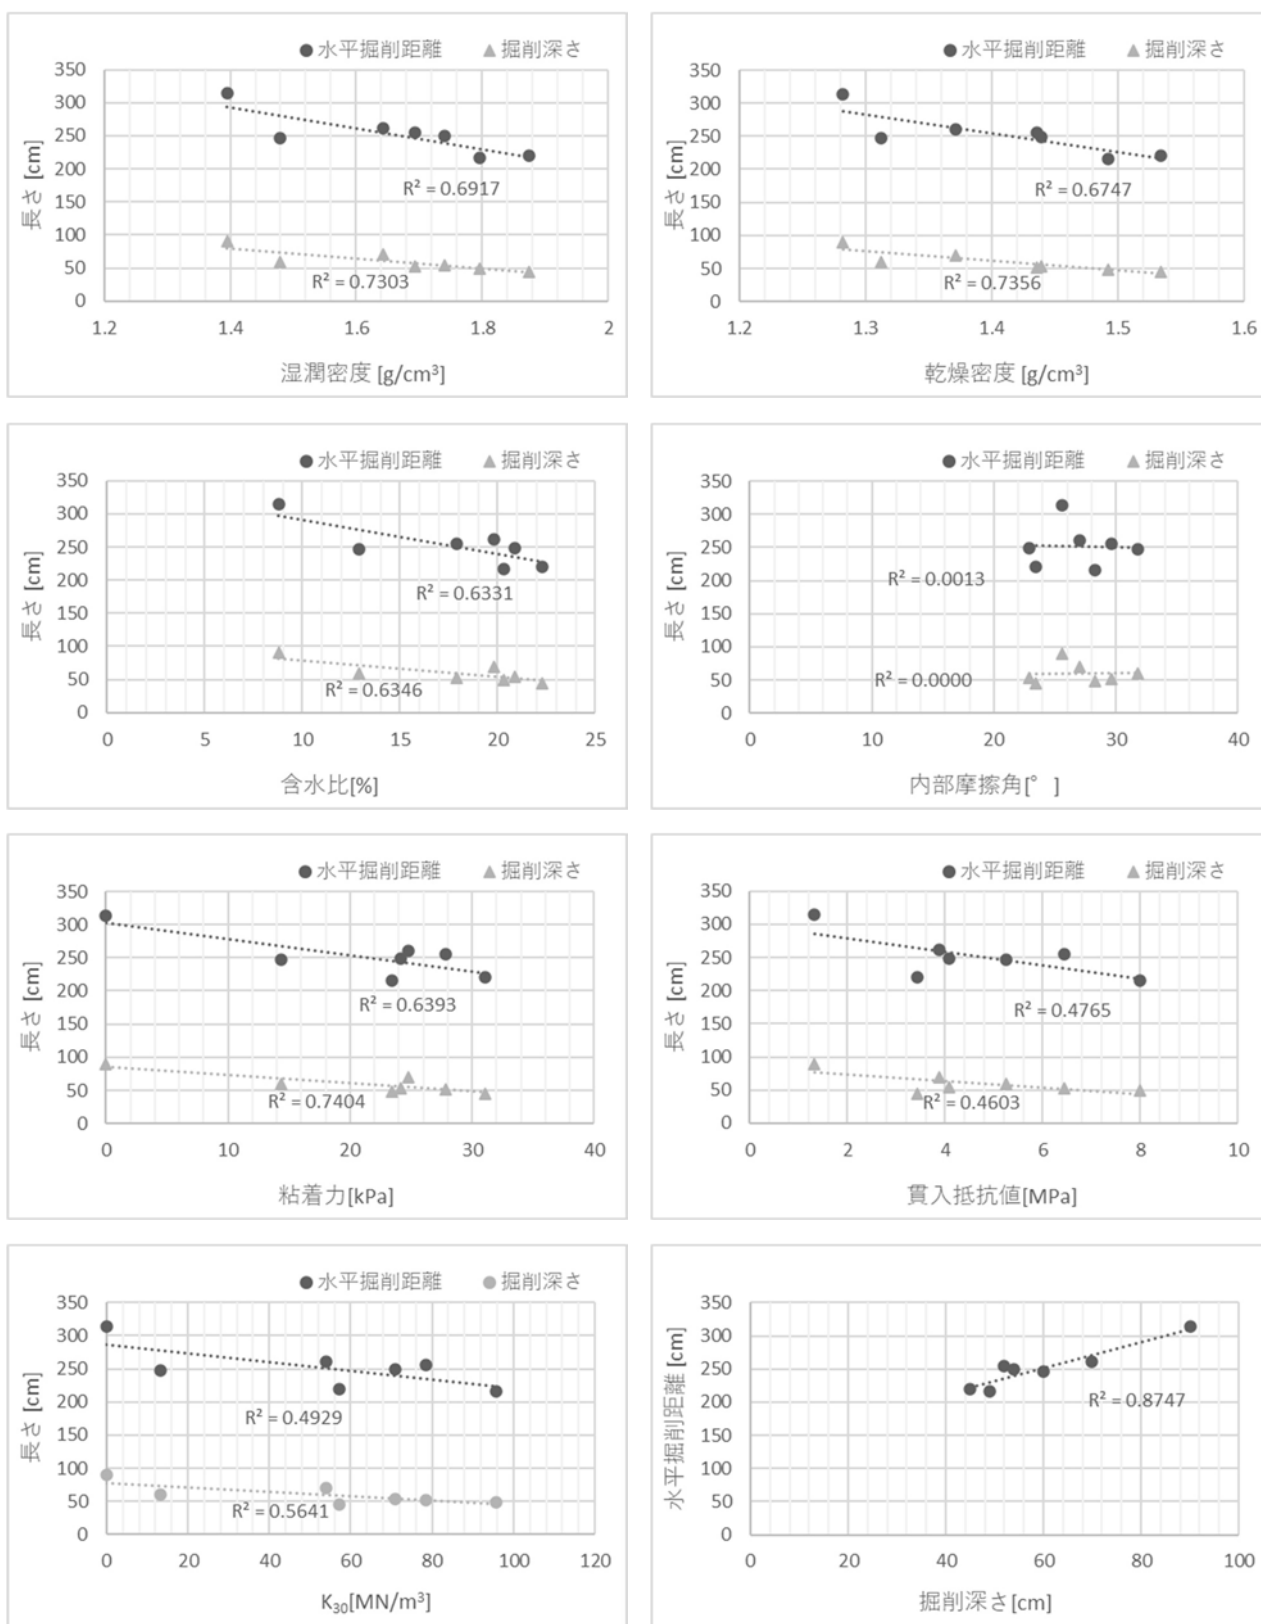 ● 水平掘削距離 ▲ 掘削深さ
350
300
250
200
150
100
50
0
長さ [cm]
R² = 0.6917
R² = 0.7303
1.2 1.4 1.6 1.8 2
湿潤密度 [g/cm³]
● 水平掘削距離 ▲ 掘削深さ
350
300
250
200
150
100
50
0
長さ [cm]
R² = 0.6747
R² = 0.7356
1.2 1.3 1.4 1.5 1.6
乾燥密度 [g/cm³]
● 水平掘削距離 ▲ 掘削深さ
350
300
250
200
150
100
50
0
長さ [cm]
R² = 0.6331
R² = 0.6346
0 5 10 15 20 25
含水比[%]
● 水平掘削距離 ▲ 掘削深さ
350
300
250
200
150
100
50
0
長さ [cm]
R² = 0.0013
R² = 0.0000
0 10 20 30 40
内部摩擦角[° ]
● 水平掘削距離 ▲ 掘削深さ
350
300
250
200
150
100
50
0
長さ [cm]
R² = 0.6393
R² = 0.7404
0 10 20 30 40
粘着力[kPa]
● 水平掘削距離 ▲ 掘削深さ
350
300
250
200
150
100
50
0
長さ [cm]
R² = 0.4765
R² = 0.4603
0 2 4 6 8 10
貫入抵抗値[MPa]
● 水平掘削距離 ● 掘削深さ
350
300
250
200
150
100
50
0
長さ [cm]
R² = 0.4929
R² = 0.5641
0 20 40 60 80 100 120
K₃₀[MN/m³]
350
300
250
200
150
100
50
0
水平掘削距離 [cm]
R² = 0.8747
0 20 40 60 80 100
掘削深さ[cm]